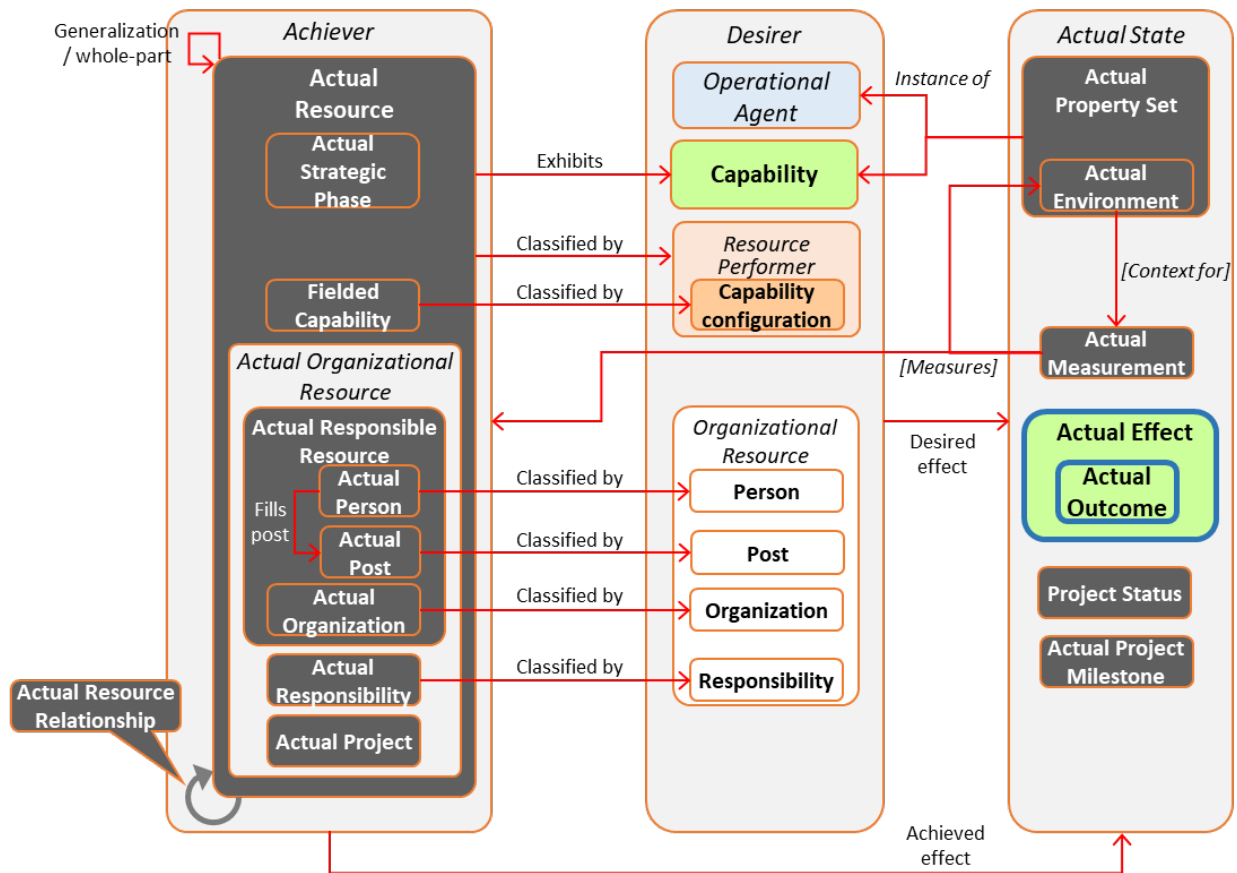 Generalization
/ whole-part
Achiever
Actual
Resource
Actual
Strategic
Phase
Fielded
Capability
Actual Organizational
Resource
Actual Responsible
Resource
Actual
Person
Fills
post
Actual
Post
Actual
Organization
Actual
Responsibility
Actual Project
Actual Resource
Relationship
Exhibits
Classified by
Classified by
Classified by
Classified by
Classified by
Classified by
Desirer
Operational
Agent
Capability
Resource
Performer
Capability
configuration
Organizational
Resource
Person
Post
Organization
Responsibility
Instance of
[Context for]
[Measures]
Desired
effect
Achieved
effect
Actual State
Actual
Property Set
Actual
Environment
Actual
Measurement
Actual Effect
Actual
Outcome
Project Status
Actual Project
Milestone